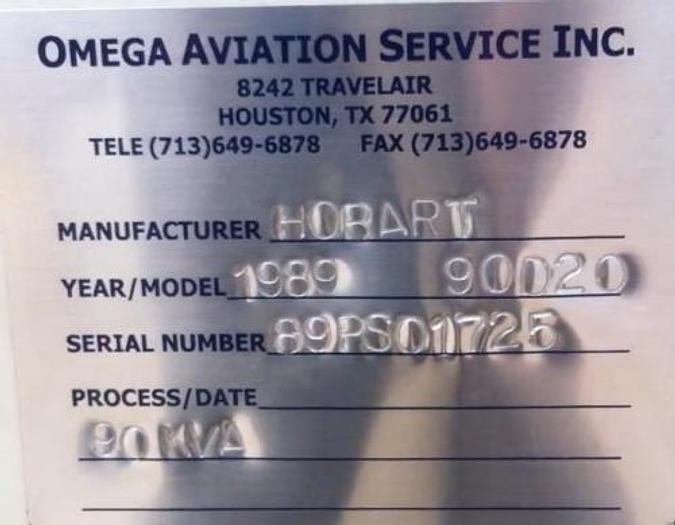 OMEGA AVIATION SERVICE INC.
8242 TRAVELAIR
HOUSTON, TX 77061
TELE (713)649-6878 FAX (713)649-6878
MANUFACTURER HOBART
YEAR/MODEL 1989 90D20
SERIAL NUMBER 89PS01725
PROCESS/DATE
90 KVA